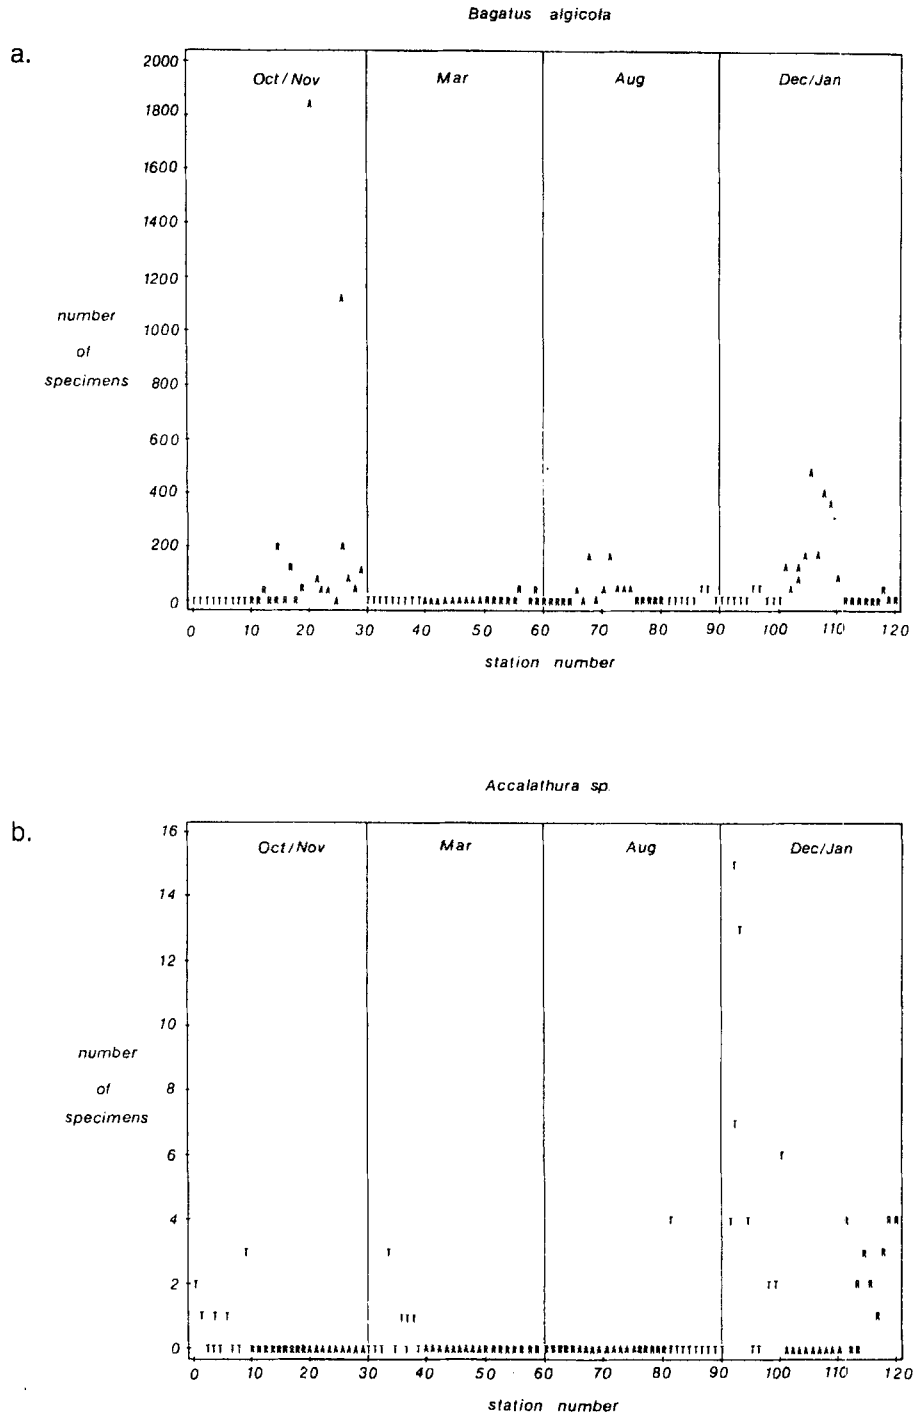 Bagatus algicola
a.
2000
Oct/Nov Mar Aug Dec/Jan
1800
1600
1400
1200
number
1000
of
specimens
800
600
400
200
0
0 10 20 30 40 50 60 70 80 90 100 110 120
station number
Accalathura sp.
b.
16
Oct/Nov Mar Aug Dec/Jan
14
12
10
number
of
8
specimens
6
4
2
0
0 10 20 30 40 50 60 70 80 90 100 110 120
station number